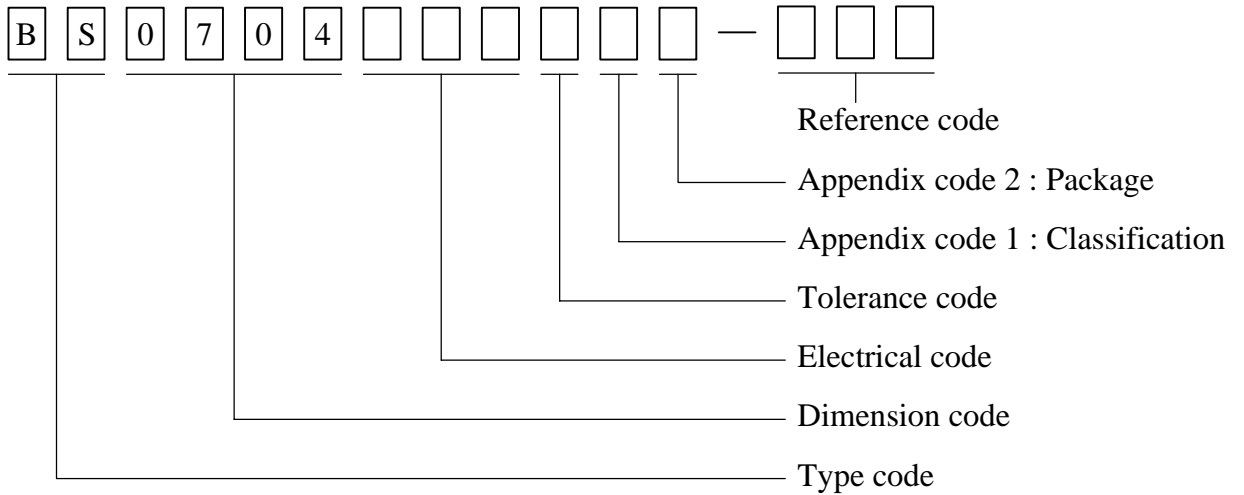 B S 0 7 0 4 —
Reference code
Appendix code 2 : Package
Appendix code 1 : Classification
Tolerance code
Electrical code
Dimension code
Type code